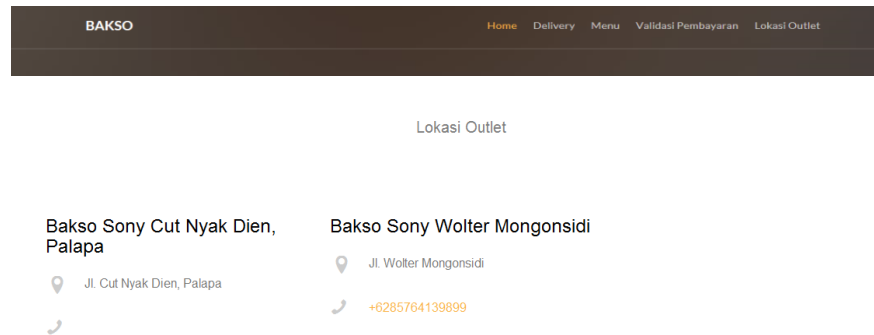 BAKSO
Home Delivery Menu Validasi Pembayaran Lokasi Outlet
Lokasi Outlet
Bakso Sony Cut Nyak Dien,
Palapa
Jl. Cut Nyak Dien, Palapa
Bakso Sony Wolter Mongonsidi
Jl. Wolter Mongonsidi
+6285764139899